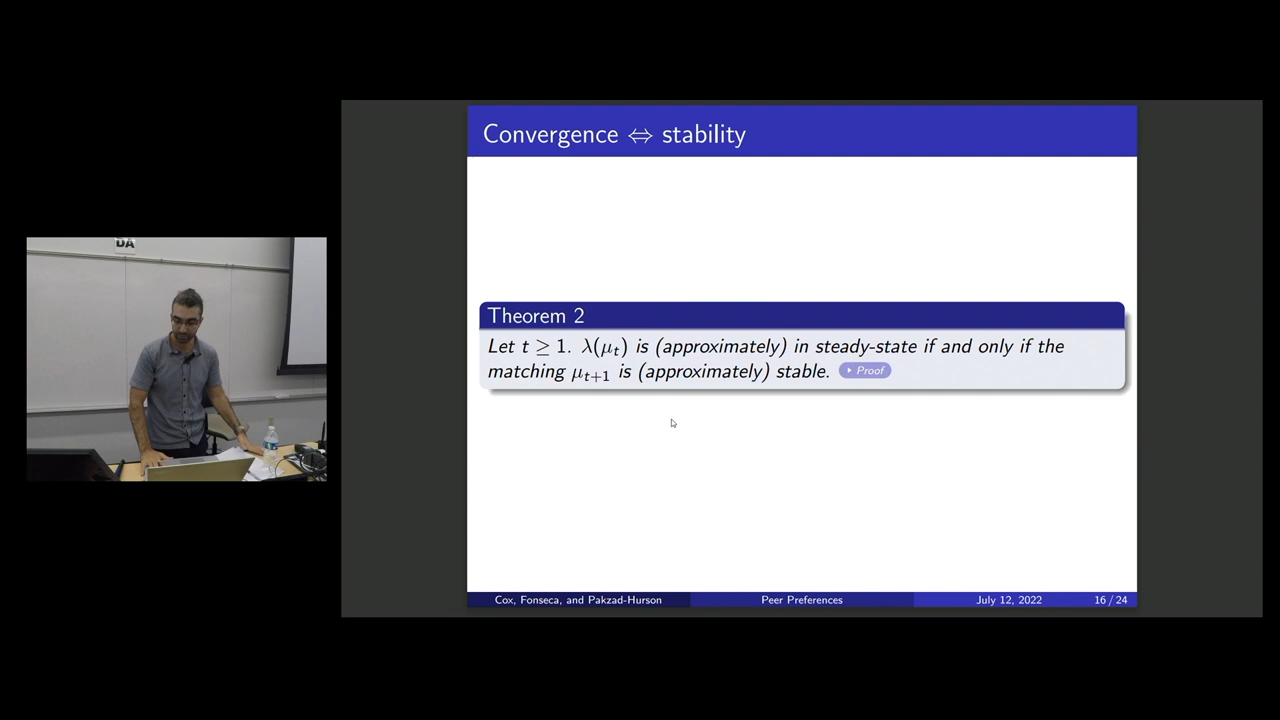 DA
Convergence ⇔ stability
Theorem 2
Let t ≥ 1. λ(μ_t) is (approximately) in steady-state if and only if the
matching μ_{t+1} is (approximately) stable. Proof
Cox, Fonseca, and Pakzad-Hurson Peer Preferences July 12, 2022 16 / 24